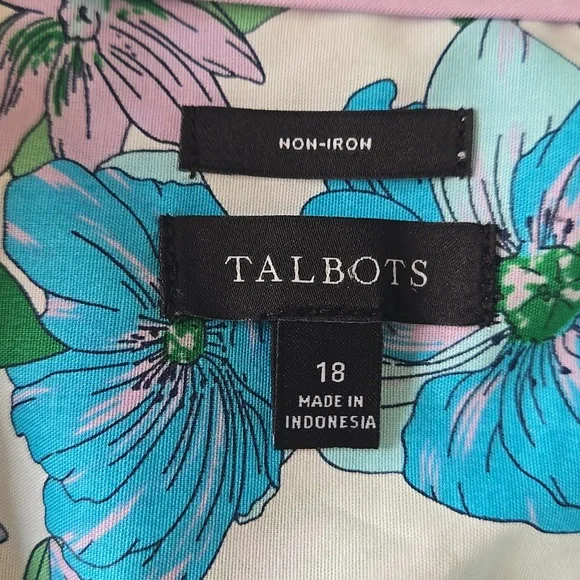 NON-IRON
TALBOTS
18
MADE IN
INDONESIA